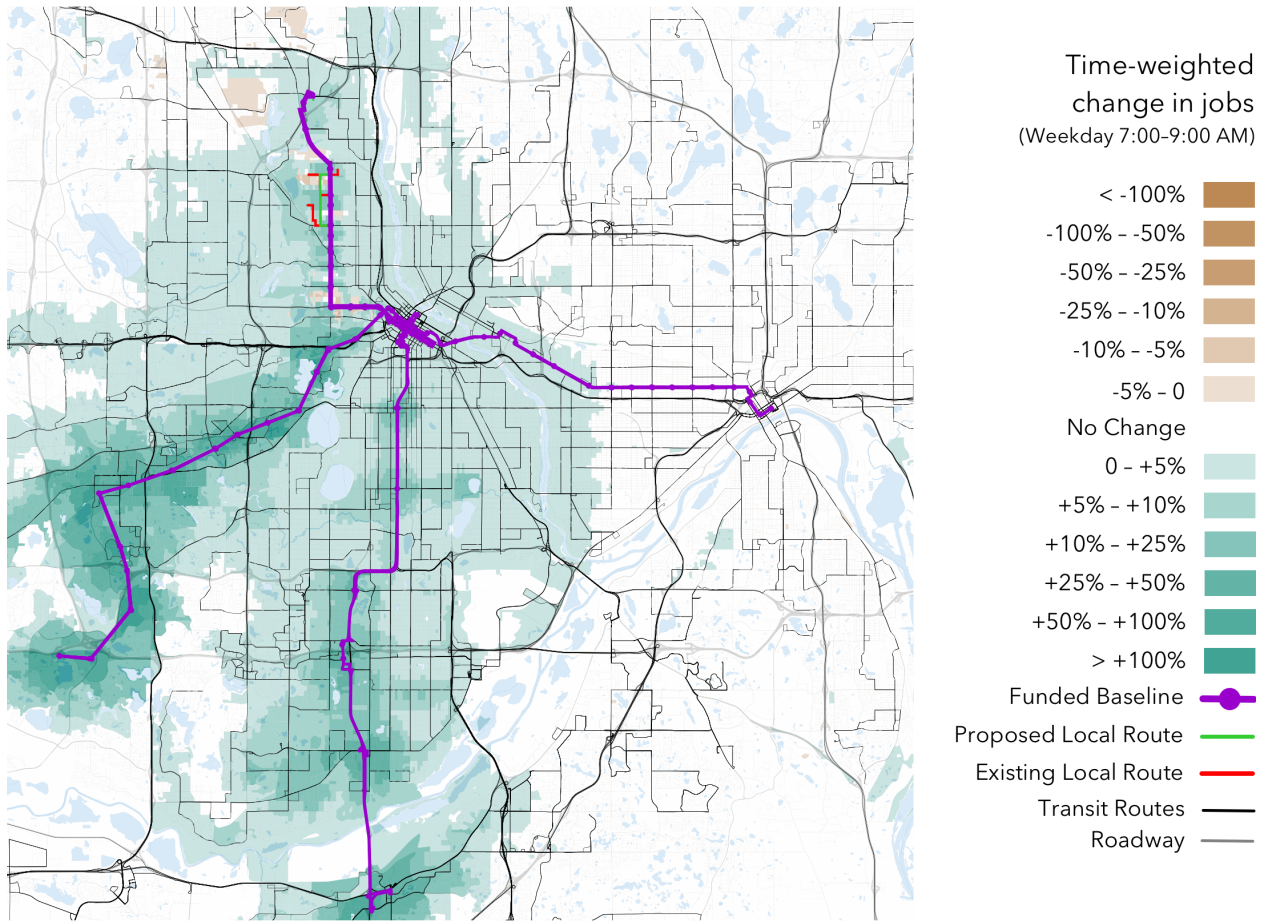 Time-weighted
change in jobs
(Weekday 7:00–9:00 AM)
< -100%
-100% – -50%
-50% – -25%
-25% – -10%
-10% – -5%
-5% – 0
No Change
0 – +5%
+5% – +10%
+10% – +25%
+25% – +50%
+50% – +100%
> +100%
Funded Baseline
Proposed Local Route
Existing Local Route
Transit Routes
Roadway